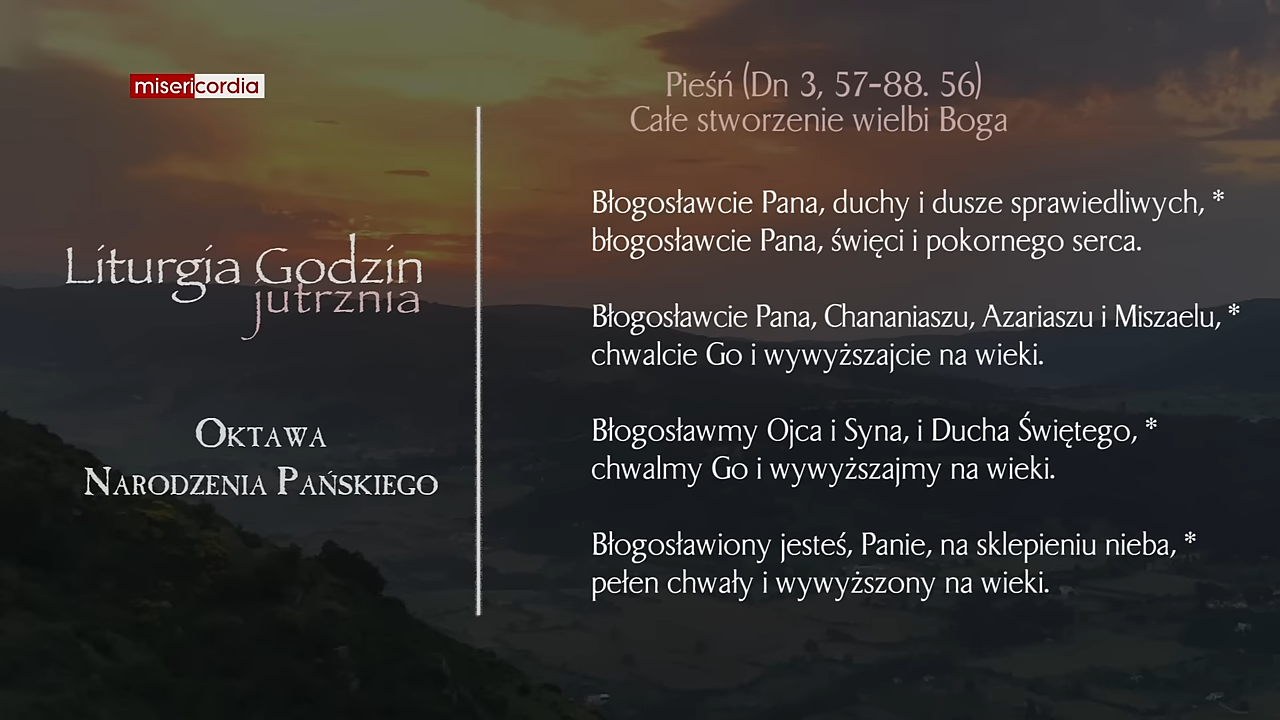 misericordia
Liturgia Godzin
jutrznia
Oktawa
Narodzenia Pańskiego
Pieśń (Dn 3, 57-88. 56)
Całe stworzenie wielbi Boga
Błogosławcie Pana, duchy i dusze sprawiedliwych, *
błogosławcie Pana, święci i pokornego serca.
Błogosławcie Pana, Chananiaszu, Azariaszu i Miszaelu, *
chwalcie Go i wywyższajcie na wieki.
Błogosławmy Ojca i Syna, i Ducha Świętego, *
chwalmy Go i wywyższajmy na wieki.
Błogosławiony jesteś, Panie, na sklepieniu nieba, *
pełen chwały i wywyższony na wieki.